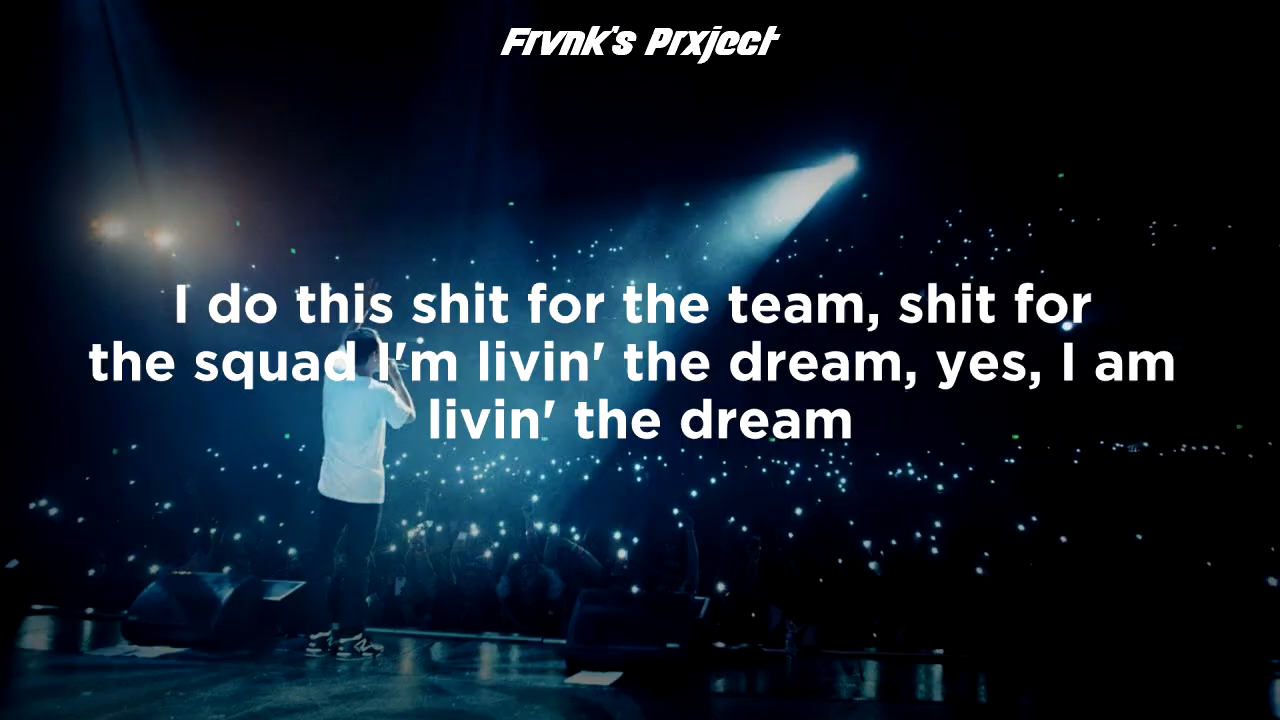 Frvnk's Prxject
I do this shit for the team, shit for
the squad I'm livin' the dream, yes, I am
livin' the dream